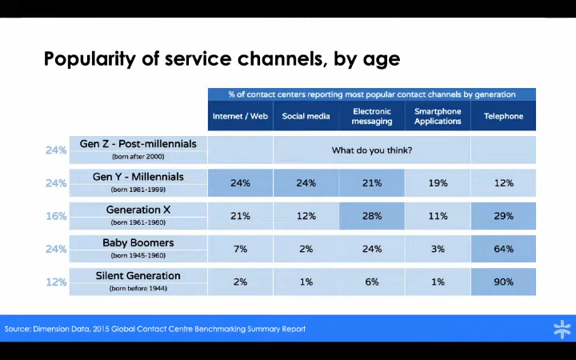 Popularity of service channels, by age
% of contact centers reporting most popular contact channels by generation
Internet / Web Social media Electronic messaging Smartphone Applications Telephone
24% Gen Z - Post-millennials (born after 2000) What do you think?
24% Gen Y - Millennials (born 1981-1999) 24% 24% 21% 19% 12%
16% Generation X (born 1961-1980) 21% 12% 28% 11% 29%
24% Baby Boomers (born 1945-1960) 7% 2% 24% 3% 64%
12% Silent Generation (born before 1944) 2% 1% 6% 1% 90%
Source: Dimension Data, 2015 Global Contact Centre Benchmarking Summary Report